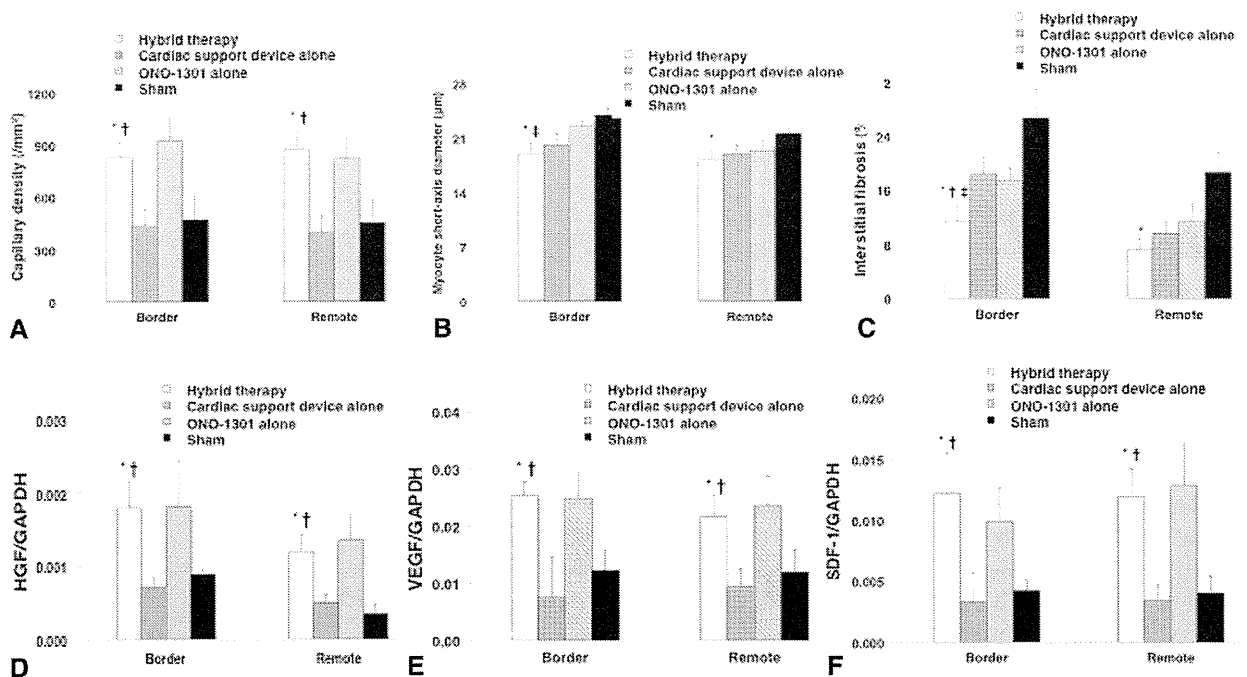 Hybrid therapy
Cardiac support device alone
ONO-1301 alone
Sham
Capillary density (/mm²)
1200
900
600
300
0
* †
* †
Border
Remote
A
Hybrid therapy
Cardiac support device alone
ONO-1301 alone
Sham
Myocyte short-axis diameter (µm)
28
21
14
7
0
* ‡
*
Border
Remote
B
Hybrid therapy
Cardiac support device alone
ONO-1301 alone
Sham
Interstitial fibrosis (%
2
24
16
8
0
* † ‡
*
Border
Remote
C
Hybrid therapy
Cardiac support device alone
ONO-1301 alone
Sham
HGF/GAPDH
0.003
0.002
0.001
0.000
* †
* †
Border
Remote
D
Hybrid therapy
Cardiac support device alone
ONO-1301 alone
Sham
VEGF/GAPDH
0.04
0.03
0.02
0.01
0.00
* †
* †
Border
Remote
E
Hybrid therapy
Cardiac support device alone
ONO-1301 alone
Sham
SDF-1/GAPDH
0.020
0.015
0.010
0.005
0.000
* †
* †
Border
Remote
F